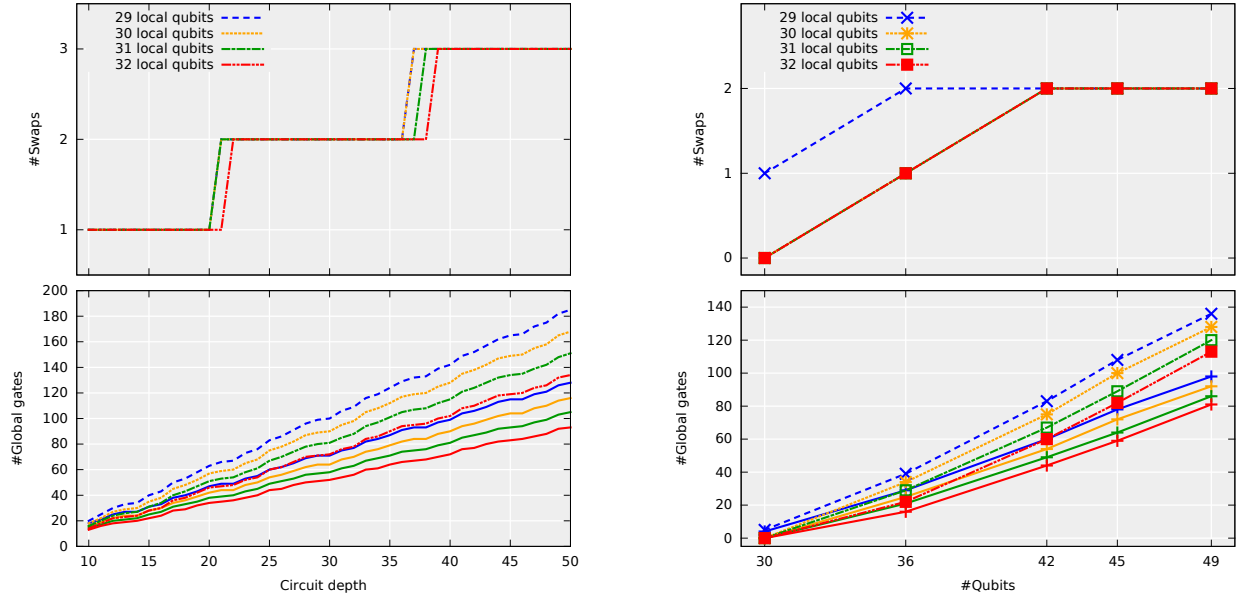 29 local qubits
30 local qubits
31 local qubits
32 local qubits
#Swaps
3
2
1
#Global gates
200
180
160
140
120
100
80
60
40
20
0
10 15 20 25 30 35 40 45 50
Circuit depth
29 local qubits
30 local qubits
31 local qubits
32 local qubits
#Swaps
2
1
0
#Global gates
140
120
100
80
60
40
20
0
30 36 42 45 49
#Qubits